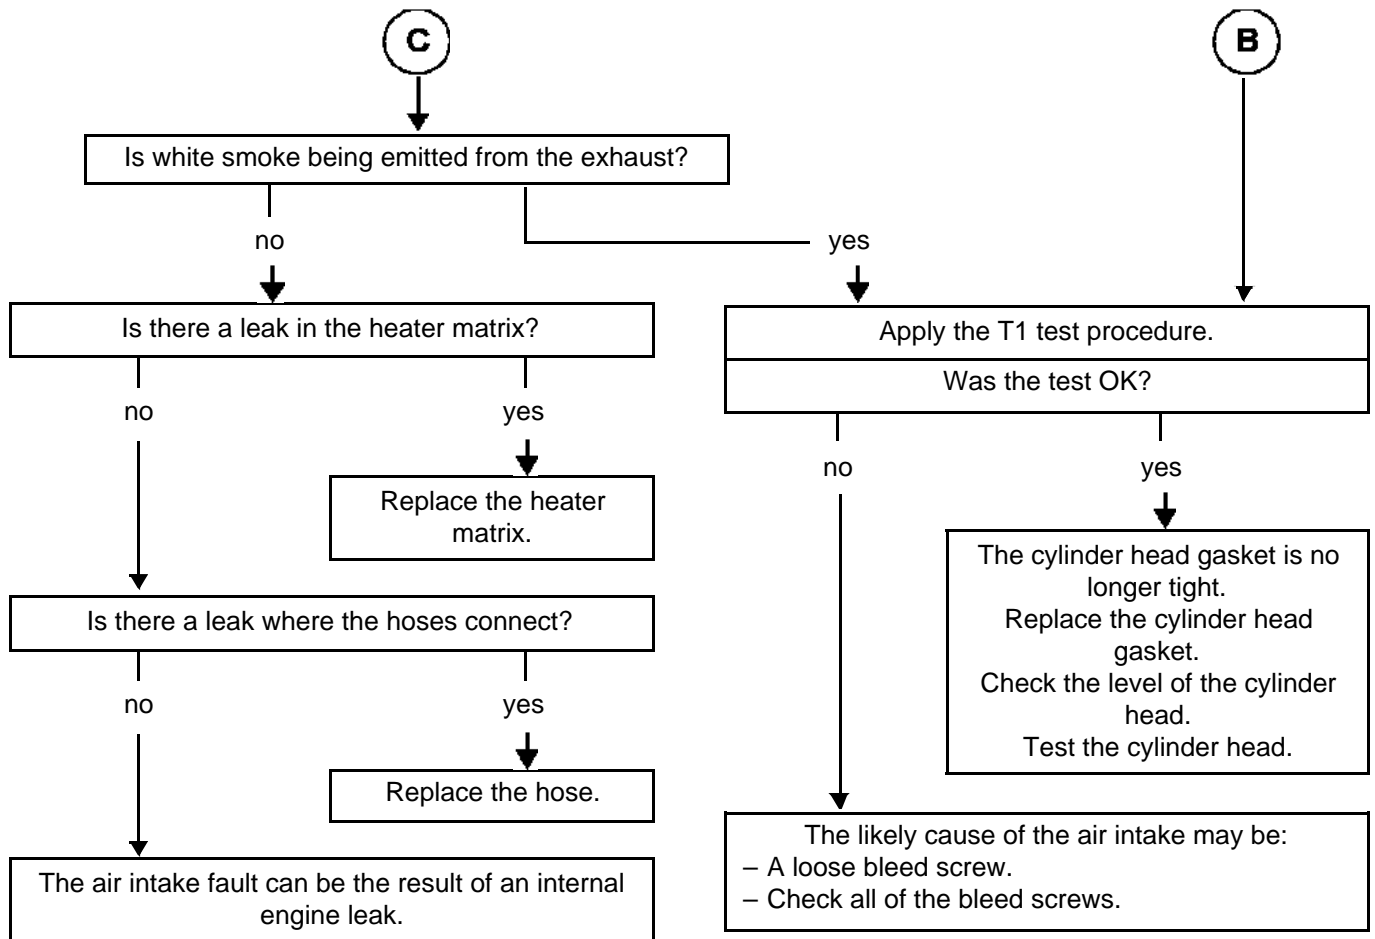 C
B
Is white smoke being emitted from the exhaust?
no
yes
Is there a leak in the heater matrix?
Apply the T1 test procedure.
Was the test OK?
no
yes
no
yes
Replace the heater
matrix.
The cylinder head gasket is no
longer tight.
Replace the cylinder head
gasket.
Check the level of the cylinder
head.
Test the cylinder head.
Is there a leak where the hoses connect?
no
yes
Replace the hose.
The likely cause of the air intake may be:
– A loose bleed screw.
– Check all of the bleed screws.
The air intake fault can be the result of an internal
engine leak.